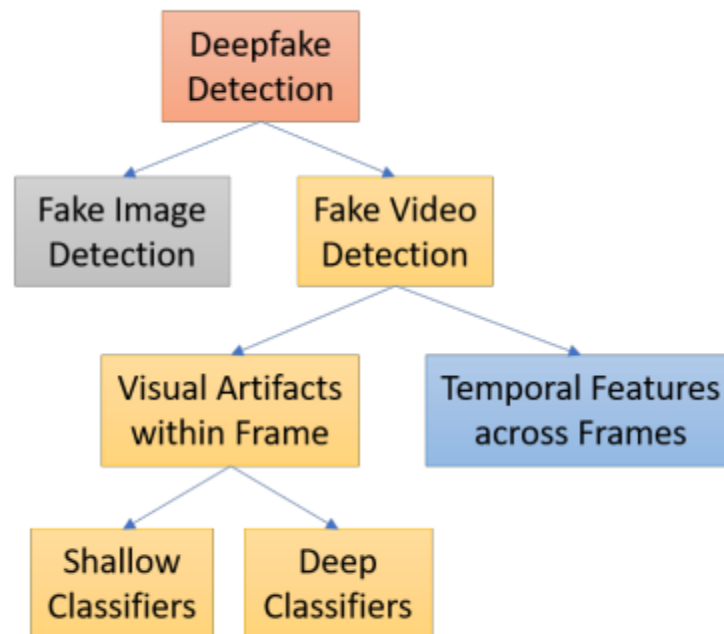 Deepfake
Detection
Fake Image
Detection
Fake Video
Detection
Visual Artifacts
within Frame
Temporal Features
across Frames
Shallow
Classifiers
Deep
Classifiers